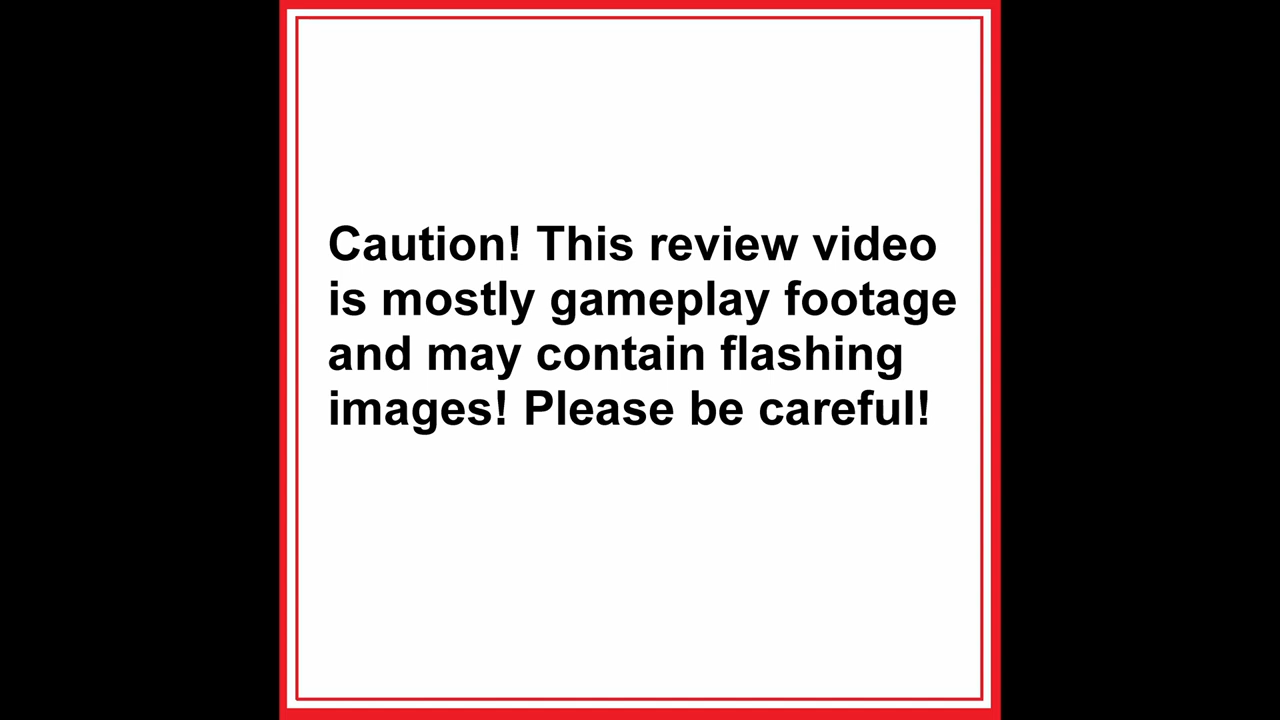 Caution! This review video
is mostly gameplay footage
and may contain flashing
images! Please be careful!